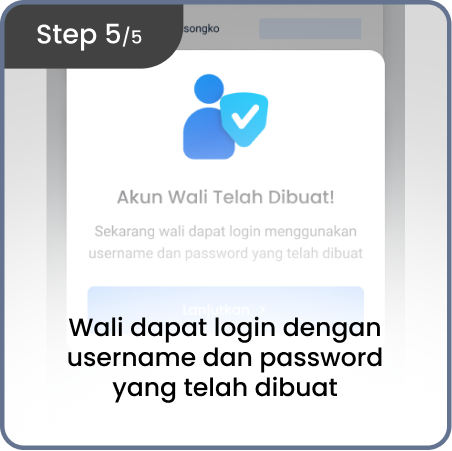 Step 5/5
songko
Akun Wali Telah Dibuat!
Sekarang wali dapat login menggunakan
username dan password yang telah dibuat
Lanjutkan
Wali dapat login dengan
username dan password
yang telah dibuat